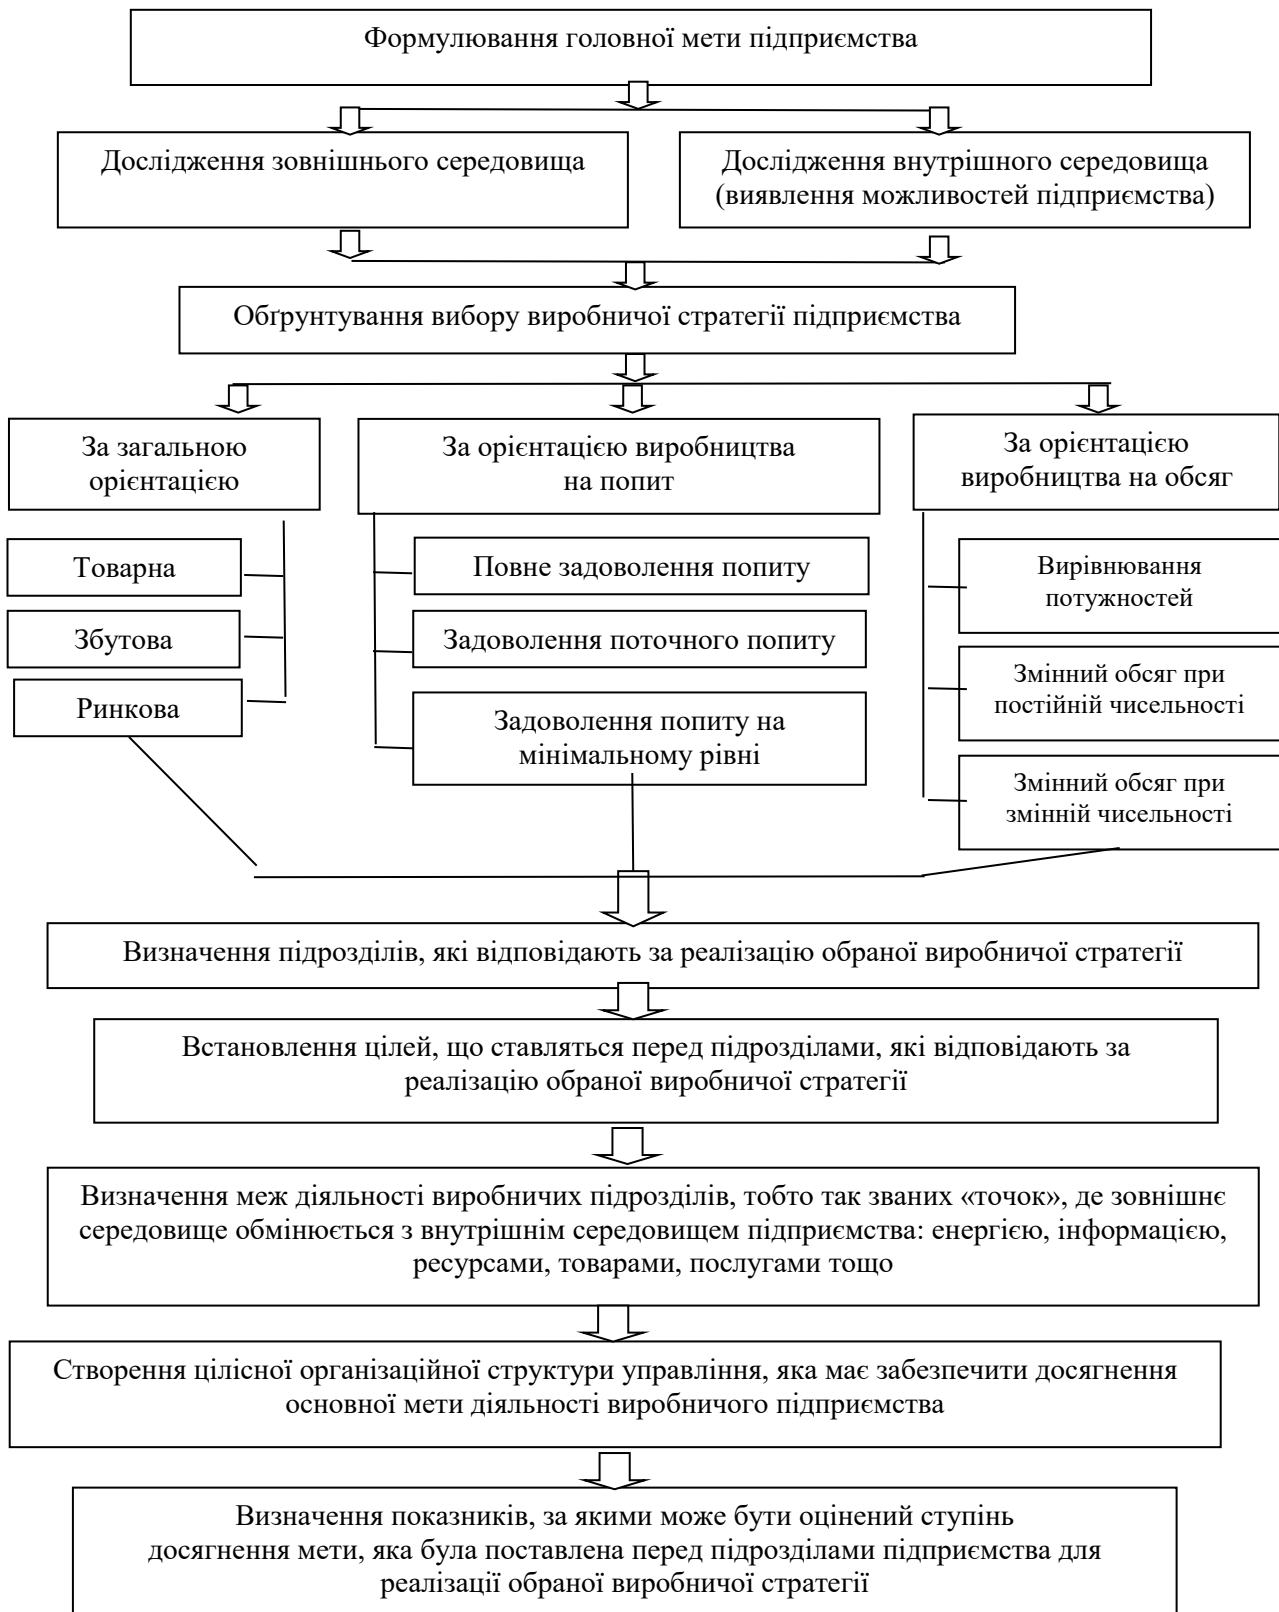 Формулювання головної мети підприємства
Дослідження зовнішнього середовища
Дослідження внутрішного середовища
(виявлення можливостей підприємства)
Обґрунтування вибору виробничої стратегії підприємства
За загальною
орієнтацією
Товарна
Збутова
Ринкова
За орієнтацією виробництва
на попит
Повне задоволення попиту
Задоволення поточного попиту
Задоволення попиту на
мінімальному рівні
За орієнтацією
виробництва на обсяг
Вирівнювання
потужностей
Змінний обсяг при
постійній чисельності
Змінний обсяг при
змінній чисельності
Визначення підрозділів, які відповідають за реалізацію обраної виробничої стратегії
Встановлення цілей, що ставляться перед підрозділами, які відповідають за
реалізацію обраної виробничої стратегії
Визначення меж діяльності виробничих підрозділів, тобто так званих «точок», де зовнішнє
середовище обмінюється з внутрішнім середовищем підприємства: енергією, інформацією,
ресурсами, товарами, послугами тощо
Створення цілісної організаційної структури управління, яка має забезпечити досягнення
основної мети діяльності виробничого підприємства
Визначення показників, за якими може бути оцінений ступінь
досягнення мети, яка була поставлена перед підрозділами підприємства для
реалізації обраної виробничої стратегії